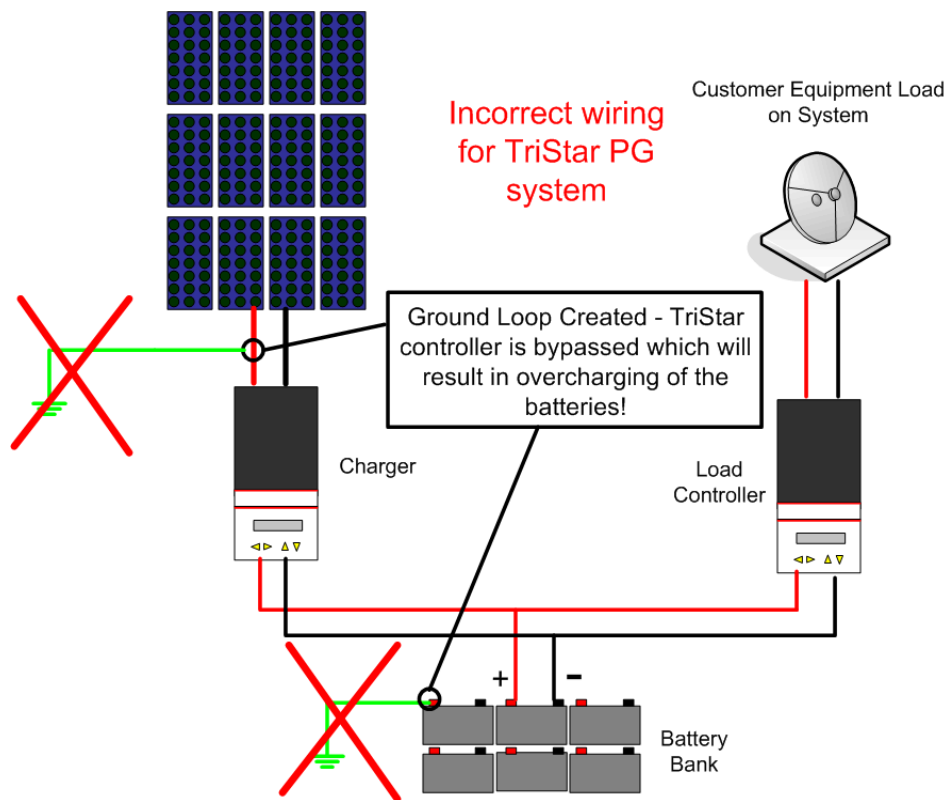 Incorrect wiring
for TriStar PG
system
Customer Equipment Load
on System
Ground Loop Created - TriStar
controller is bypassed which will
result in overcharging of the
batteries!
Charger
Load
Controller
+ -
Battery
Bank